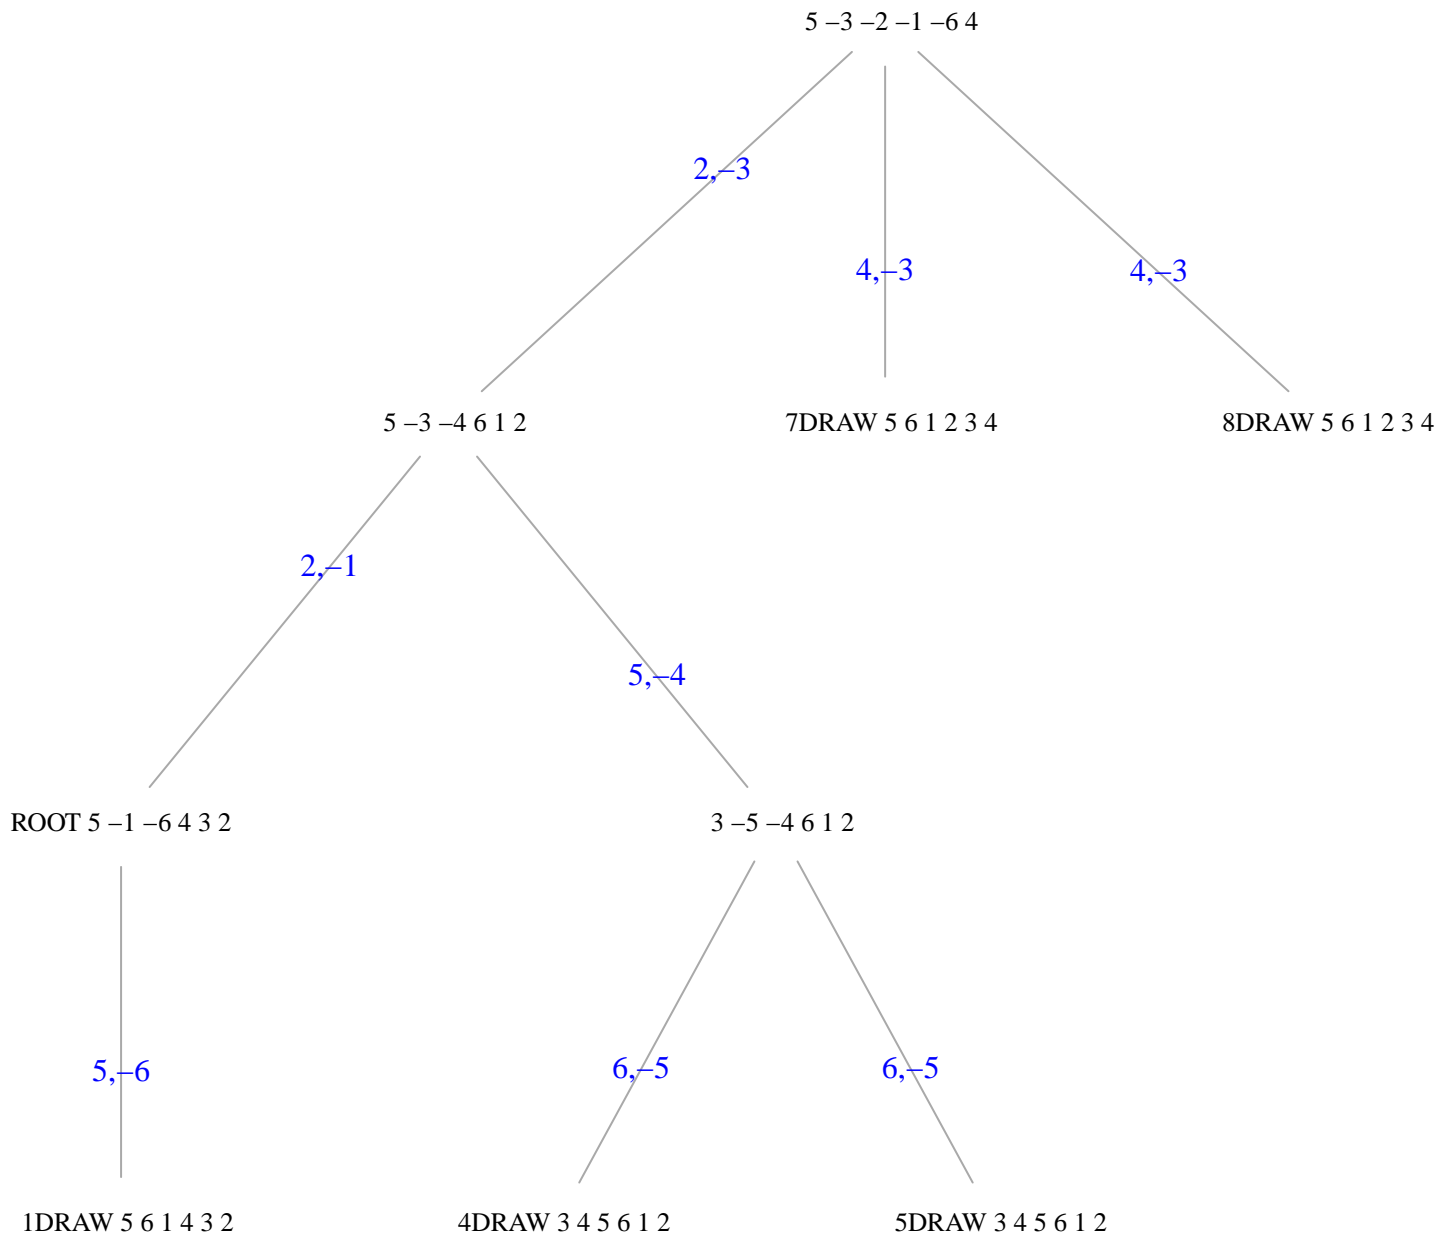 5 –3 –2 –1 –6 4
2,–3
4,–3
4,–3
5 –3 –4 6 1 2
7DRAW 5 6 1 2 3 4
8DRAW 5 6 1 2 3 4
2,–1
5,–4
ROOT 5 –1 –6 4 3 2
3 –5 –4 6 1 2
5,–6
6,–5
6,–5
1DRAW 5 6 1 4 3 2
4DRAW 3 4 5 6 1 2
5DRAW 3 4 5 6 1 2